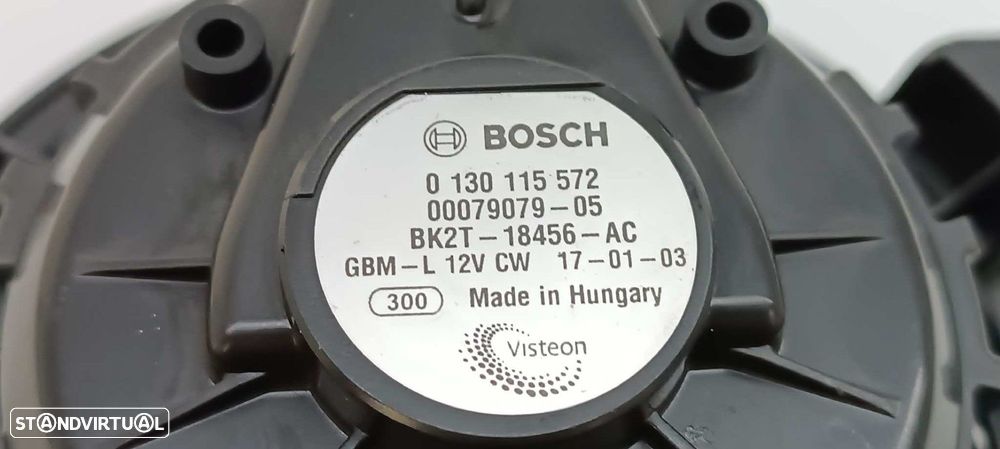 BOSCH
0 130 115 572
00079079-05
BK2T-18456-AC
GBM-L 12V CW 17-01-03
300 Made in Hungary
Visteon
STANDVIRTUAL